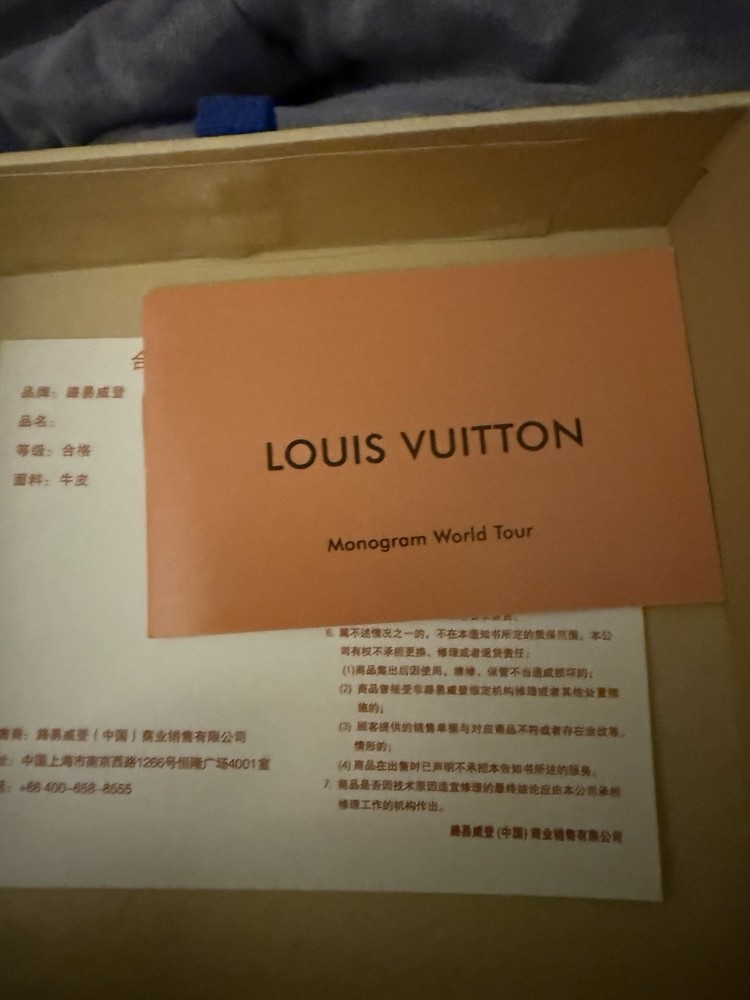 合
品牌：路易威登
品名：
等级：合格
面料：牛皮
LOUIS VUITTON
Monogram World Tour
售商：路易威登（中国）商业销售有限公司
址：中国上海市南京西路1266号恒隆广场4001室
+86 400-658-8555
6. 属不述情况之一的，不在本造知书所定的质保范围，本公
司有权不承担更换、修理或者退货责任：
(1)商品集出后因使用、维修、保管不当造成损坏的；
(2) 商品曾接受非路易威登指定机构修理或者其他处置措
施的；
(3) 顾客提供的销售单据与对应商品不符或者存在涂改等，
情形的；
(4) 商品在出售时已声明不承担本告知书所法的服务。
7. 商品是否因技术原因造宜修理的最终结论应由本公司承担
修理工作的机构作出。
路易威登 (中国) 商业销售有限公司